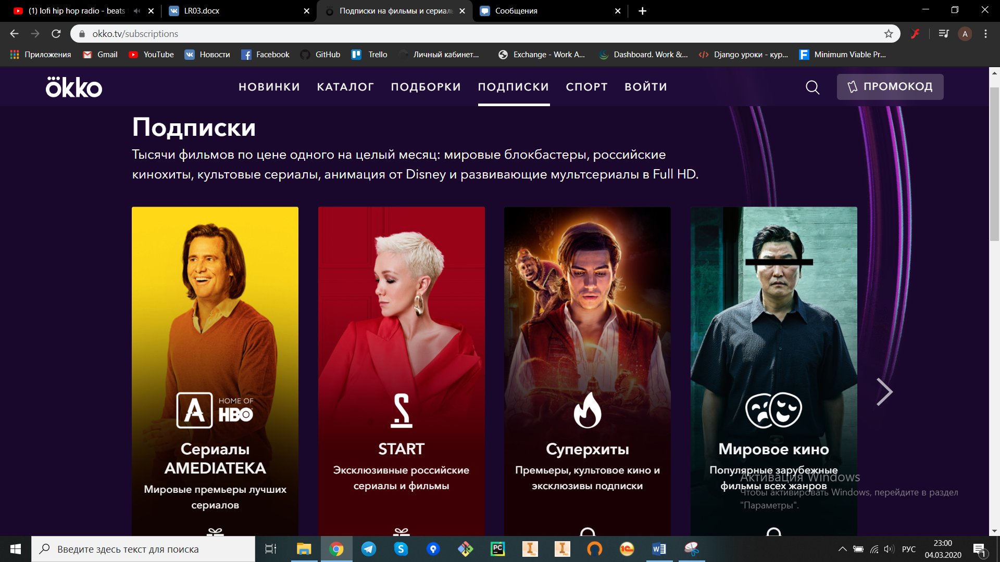 (1) lofi hip hop radio - beats
LR03.docx
Подписки на фильмы и сериаль
Сообщения
okko.tv/subscriptions
A
Приложения
Gmail
YouTube
Новости
Facebook
GitHub
Trello
Личный кабинет...
Exchange - Work A...
Dashboard. Work &...
Django уроки - кур...
Minimum Viable Pr...
okko
НОВИНКИ
КАТАЛОГ
ПОДБОРКИ
ПОДПИСКИ
СПОРТ
ВОЙТИ
ПРОМОКОД
Подписки
Тысячи фильмов по цене одного на целый месяц: мировые блокбастеры, российские
кинохиты, культовые сериалы, анимация от Disney и развивающие мультсериалы в Full HD.
A HOME OF
HBO
Сериалы
AMEDIATEKA
Мировые премьеры лучших
сериалов
START
Эксклюзивные российские
сериалы и фильмы
Суперхиты
Премьеры, культовое кино и
эксклюзивы подписки
Мировое кино
Популярные зарубежные
фильмы всех жанров
Активация Windows
Чтобы активировать Windows, перейдите в раздел
"Параметры".
Введите здесь текст для поиска
РУС
23:00
04.03.2020
1